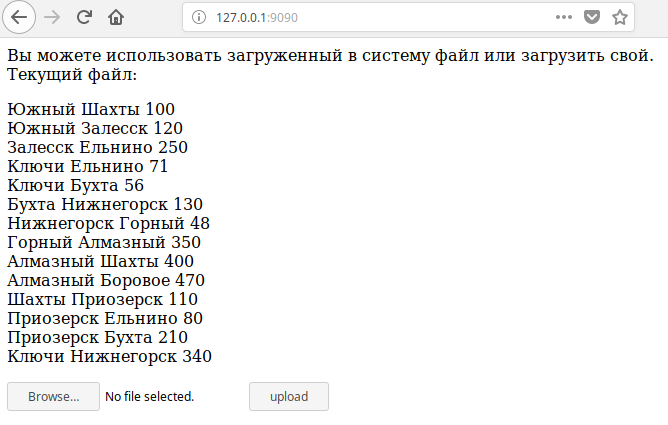 127.0.0.1:9090
Вы можете использовать загруженный в систему файл или загрузить свой.
Текущий файл:
Южный Шахты 100
Южный Залесск 120
Залесск Ельнино 250
Ключи Ельнино 71
Ключи Бухта 56
Бухта Нижнегорск 130
Нижнегорск Горный 48
Горный Алмазный 350
Алмазный Шахты 400
Алмазный Боровое 470
Шахты Приозерск 110
Приозерск Ельнино 80
Приозерск Бухта 210
Ключи Нижнегорск 340
Browse... No file selected. upload